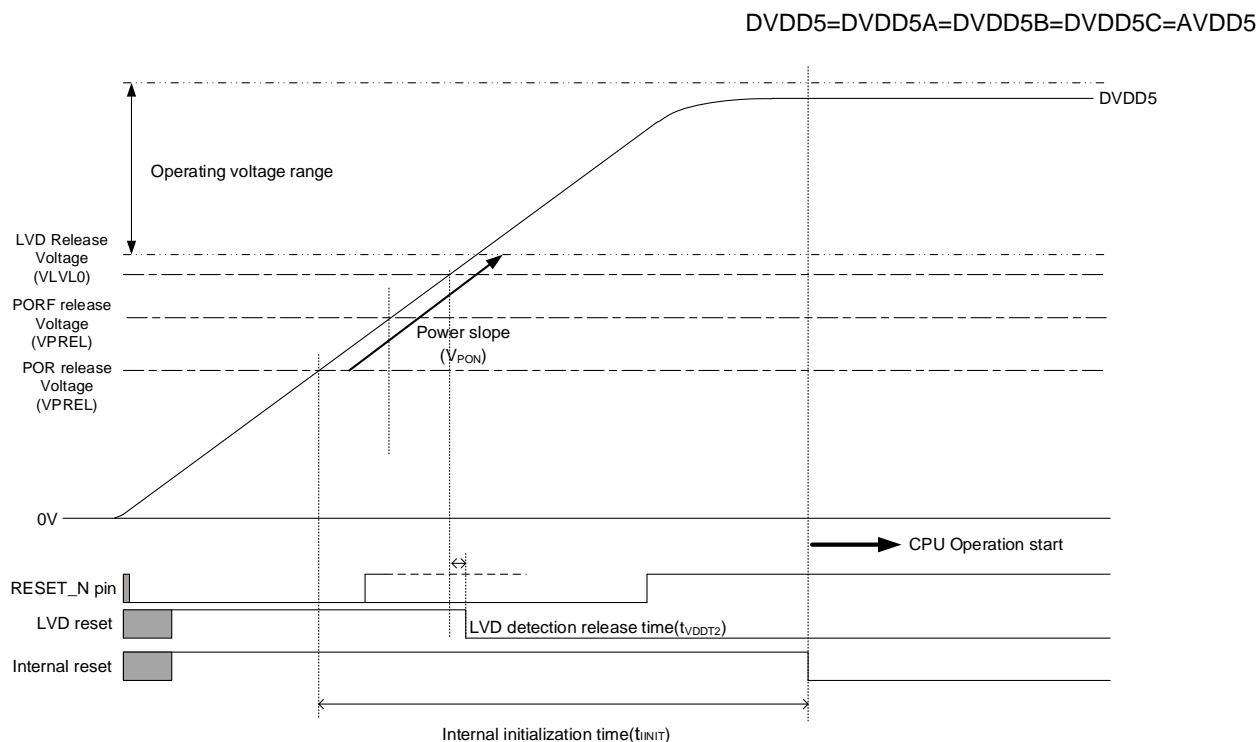 DVDD5=DVDD5A=DVDD5B=DVDD5C=AVDD5
DVDD5
Operating voltage range
LVD Release
Voltage
(VLVL0)
PORF release
Voltage
(VPREL)
Power slope
(VPON)
POR release
Voltage
(VPREL)
0V
CPU Operation start
RESET_N pin
LVD reset
LVD detection release time(tVDDT2)
Internal reset
Internal initialization time(tIINIT)